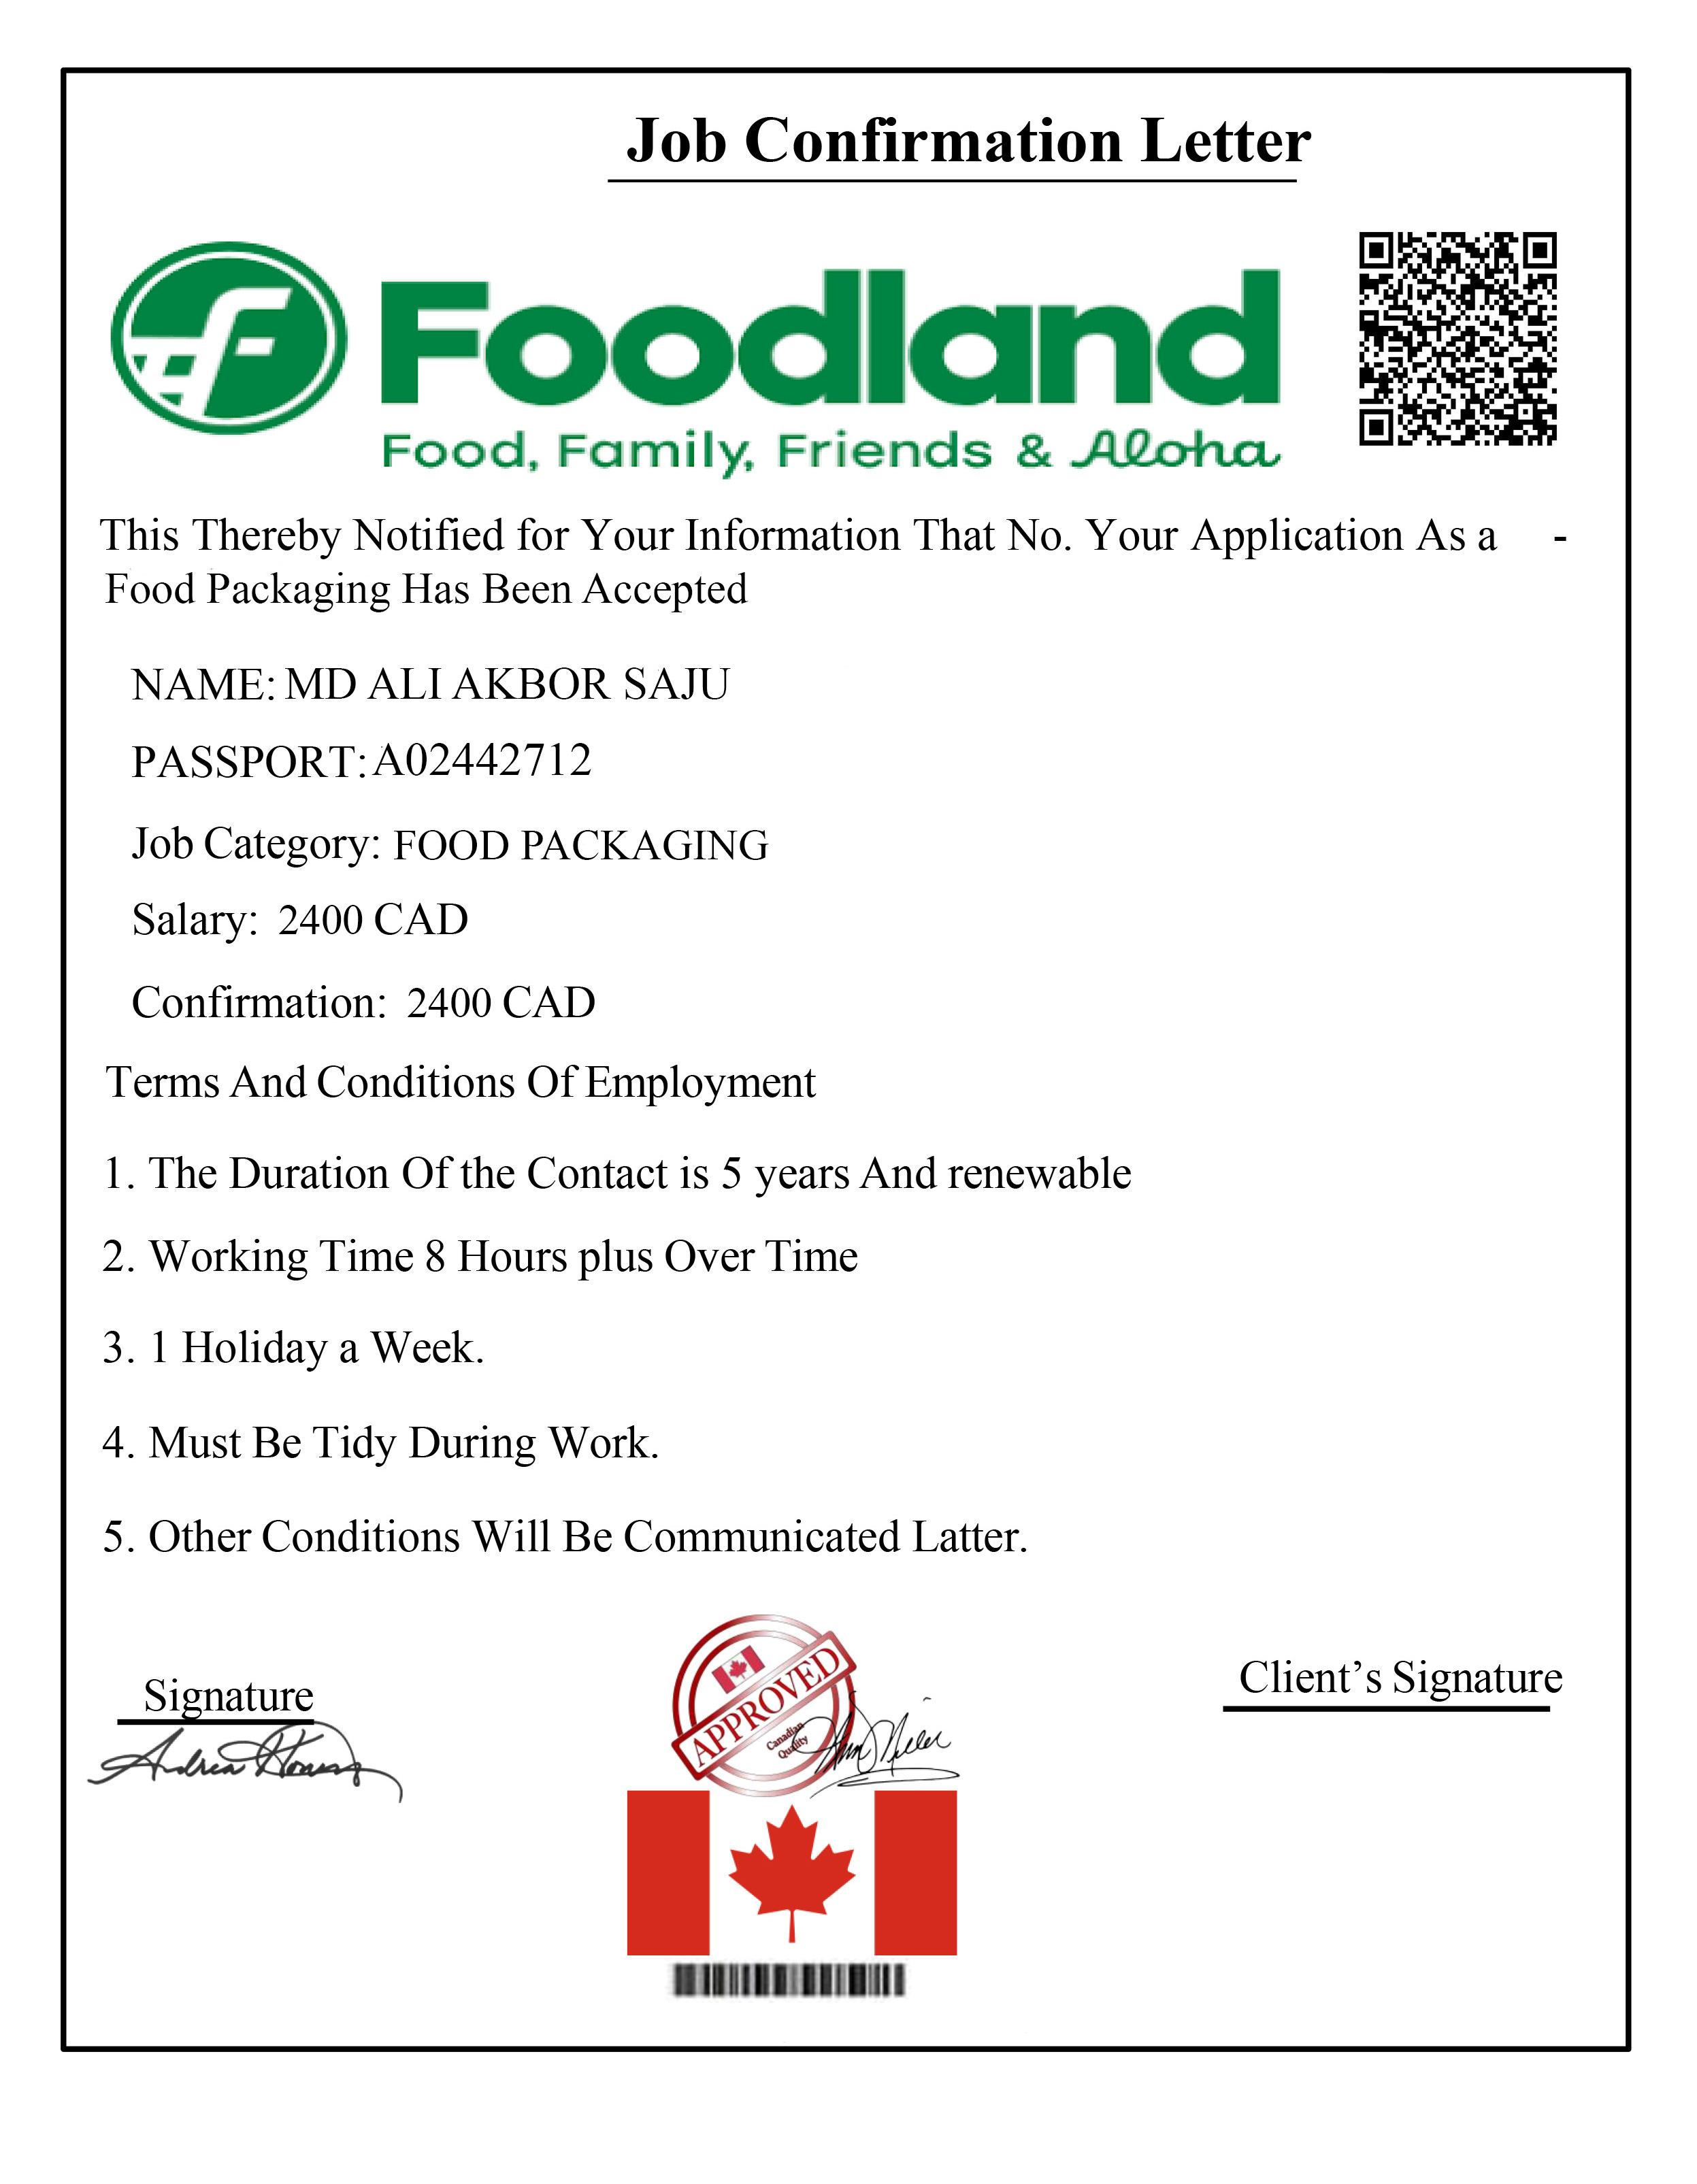 Job Confirmation Letter
Foodland
Food, Family, Friends & Aloha
This Thereby Notified for Your Information That No. Your Application As a -
Food Packaging Has Been Accepted
NAME: MD ALI AKBOR SAJU
PASSPORT: A02442712
Job Category: FOOD PACKAGING
Salary: 2400 CAD
Confirmation: 2400 CAD
Terms And Conditions Of Employment
1. The Duration Of the Contact is 5 years And renewable
2. Working Time 8 Hours plus Over Time
3. 1 Holiday a Week.
4. Must Be Tidy During Work.
5. Other Conditions Will Be Communicated Latter.
Signature
APPROVED
Canadian
Quality
Client’s Signature